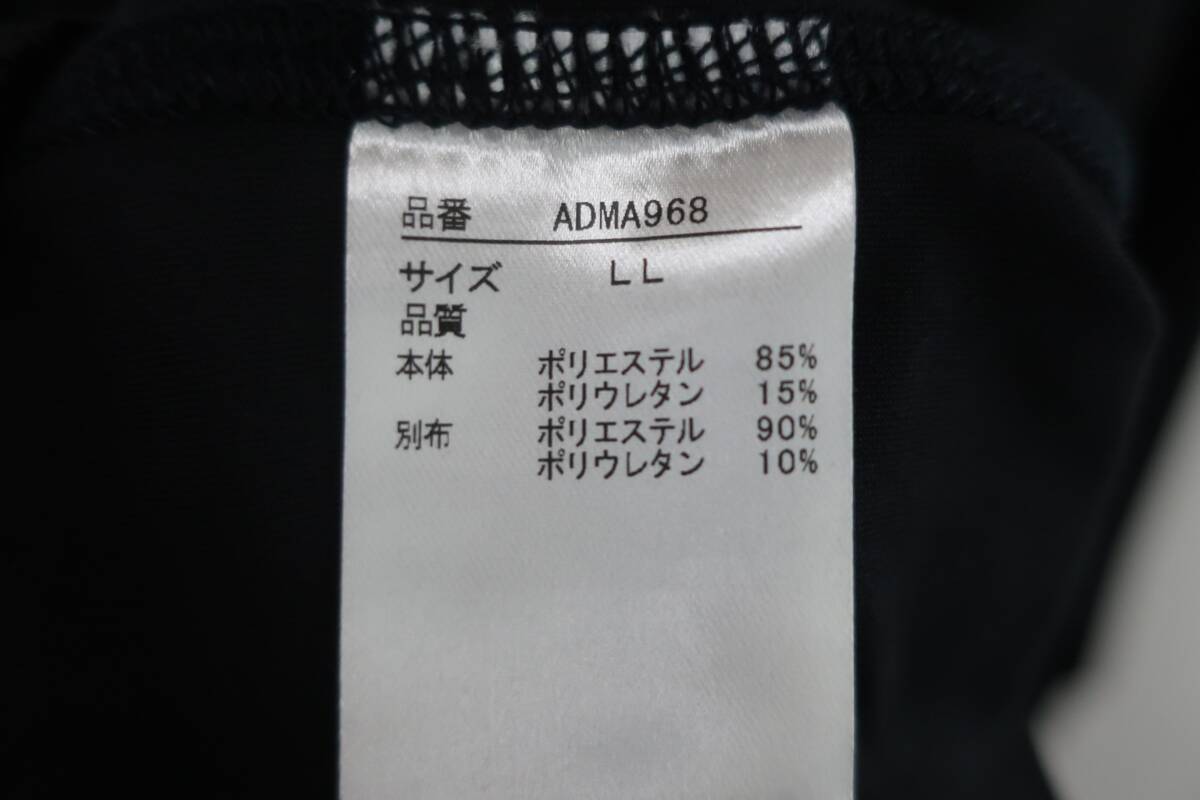 品番 ADMA968
サイズ LL
品質
本体 ポリエステル 85%
ポリウレタン 15%
別布 ポリエステル 90%
ポリウレタン 10%